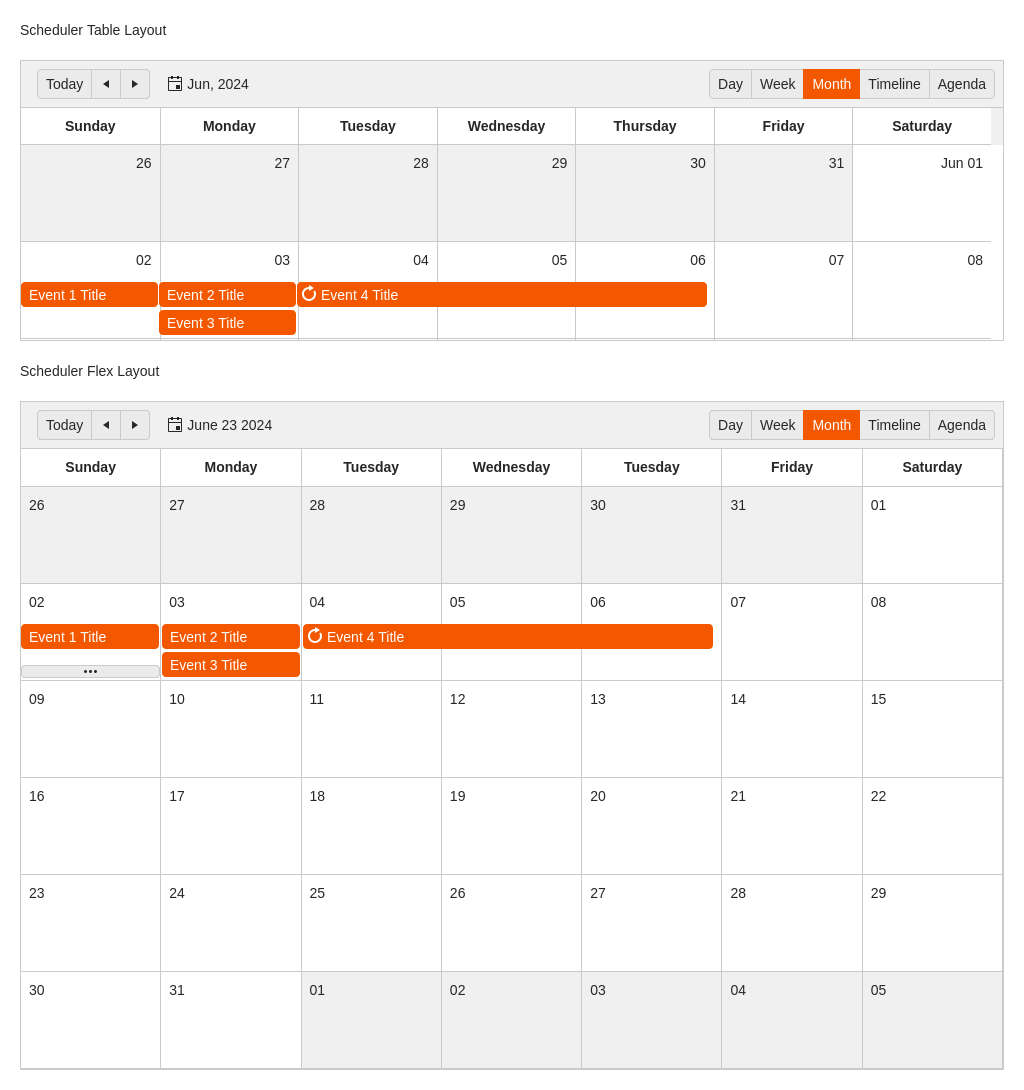 Scheduler Table Layout
Today Jun, 2024 Day Week Month Timeline Agenda
Sunday Monday Tuesday Wednesday Thursday Friday Saturday
26 27 28 29 30 31 Jun 01
02 03 04 05 06 07 08
Event 1 Title Event 2 Title Event 4 Title
Event 3 Title
Scheduler Flex Layout
Today June 23 2024 Day Week Month Timeline Agenda
Sunday Monday Tuesday Wednesday Tuesday Friday Saturday
26 27 28 29 30 31 01
02 03 04 05 06 07 08
Event 1 Title Event 2 Title Event 4 Title
Event 3 Title
09 10 11 12 13 14 15
16 17 18 19 20 21 22
23 24 25 26 27 28 29
30 31 01 02 03 04 05